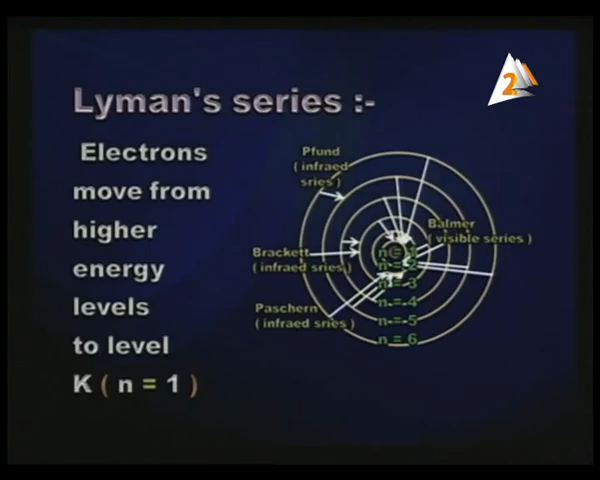 Lyman's series :-
Electrons
move from
higher
energy
levels
to level
K ( n = 1 )
Pfund
( infraed
sries )
Balmer
( visible series )
Brackett
( infraed sries )
Paschern
( infraed sries )
n = 2
n = 3
n = 4
n = 5
n = 6
2